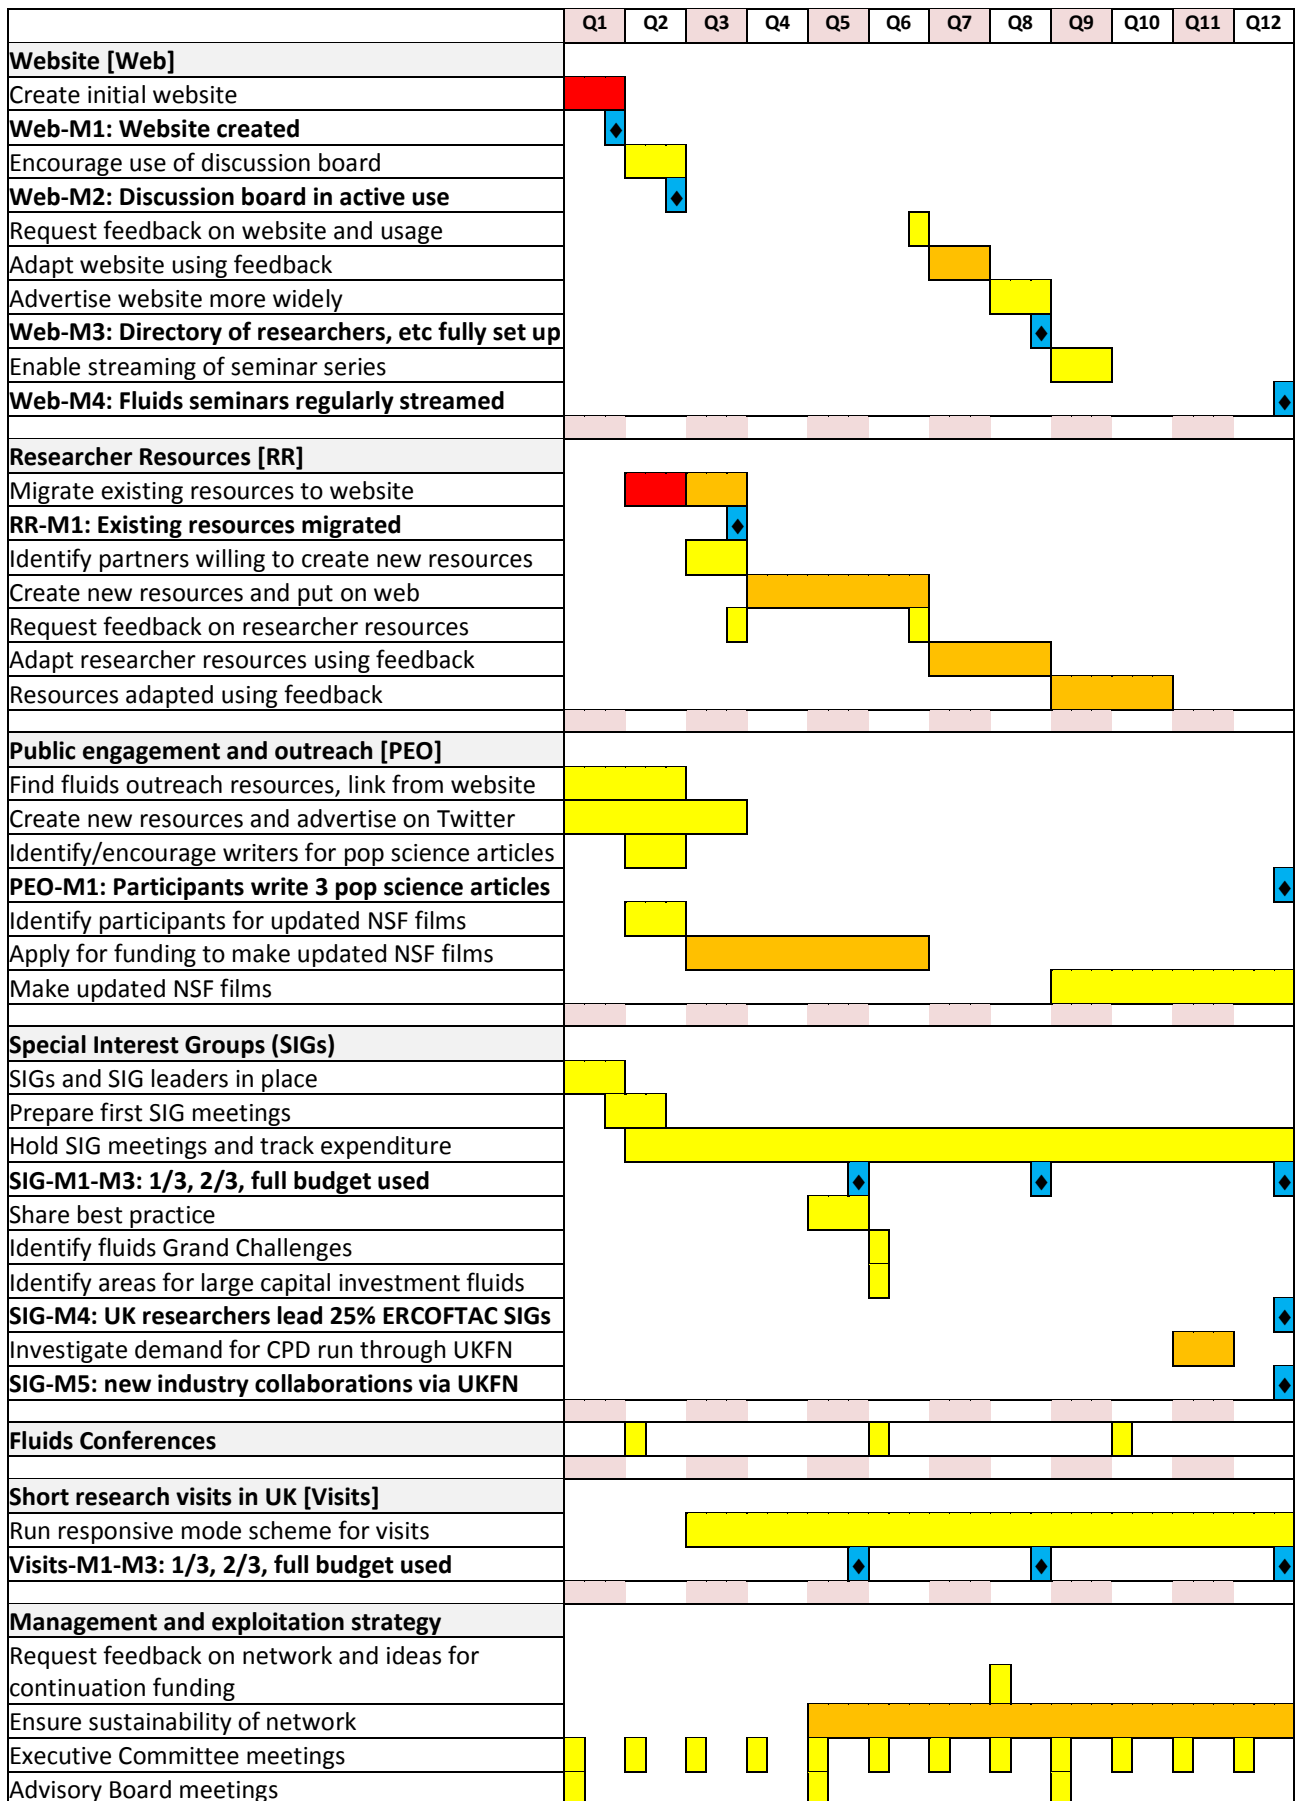 Q1 Q2 Q3 Q4 Q5 Q6 Q7 Q8 Q9 Q10 Q11 Q12
Website [Web]
Create initial website
Web-M1: Website created
Encourage use of discussion board
Web-M2: Discussion board in active use
Request feedback on website and usage
Adapt website using feedback
Advertise website more widely
Web-M3: Directory of researchers, etc fully set up
Enable streaming of seminar series
Web-M4: Fluids seminars regularly streamed
Researcher Resources [RR]
Migrate existing resources to website
RR-M1: Existing resources migrated
Identify partners willing to create new resources
Create new resources and put on web
Request feedback on researcher resources
Adapt researcher resources using feedback
Resources adapted using feedback
Public engagement and outreach [PEO]
Find fluids outreach resources, link from website
Create new resources and advertise on Twitter
Identify/encourage writers for pop science articles
PEO-M1: Participants write 3 pop science articles
Identify participants for updated NSF films
Apply for funding to make updated NSF films
Make updated NSF films
Special Interest Groups (SIGs)
SIGs and SIG leaders in place
Prepare first SIG meetings
Hold SIG meetings and track expenditure
SIG-M1-M3: 1/3, 2/3, full budget used
Share best practice
Identify fluids Grand Challenges
Identify areas for large capital investment fluids
SIG-M4: UK researchers lead 25% ERCOFTAC SIGs
Investigate demand for CPD run through UKFN
SIG-M5: new industry collaborations via UKFN
Fluids Conferences
Short research visits in UK [Visits]
Run responsive mode scheme for visits
Visits-M1-M3: 1/3, 2/3, full budget used
Management and exploitation strategy
Request feedback on network and ideas for
continuation funding
Ensure sustainability of network
Executive Committee meetings
Advisory Board meetings